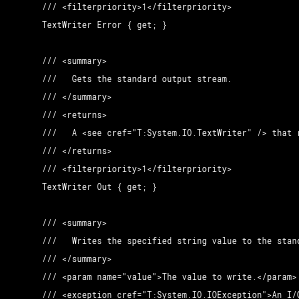 /// <filterpriority>1</filterpriority>
TextWriter Error { get; }
/// <summary>
///   Gets the standard output stream.
/// </summary>
/// <returns>
///   A <see cref="T:System.IO.TextWriter" /> that
/// </returns>
/// <filterpriority>1</filterpriority>
TextWriter Out { get; }
/// <summary>
///   Writes the specified string value to the
/// </summary>
/// <param name="value">The value to write.</param>
/// <exception cref="T:System.IO.IOException">An